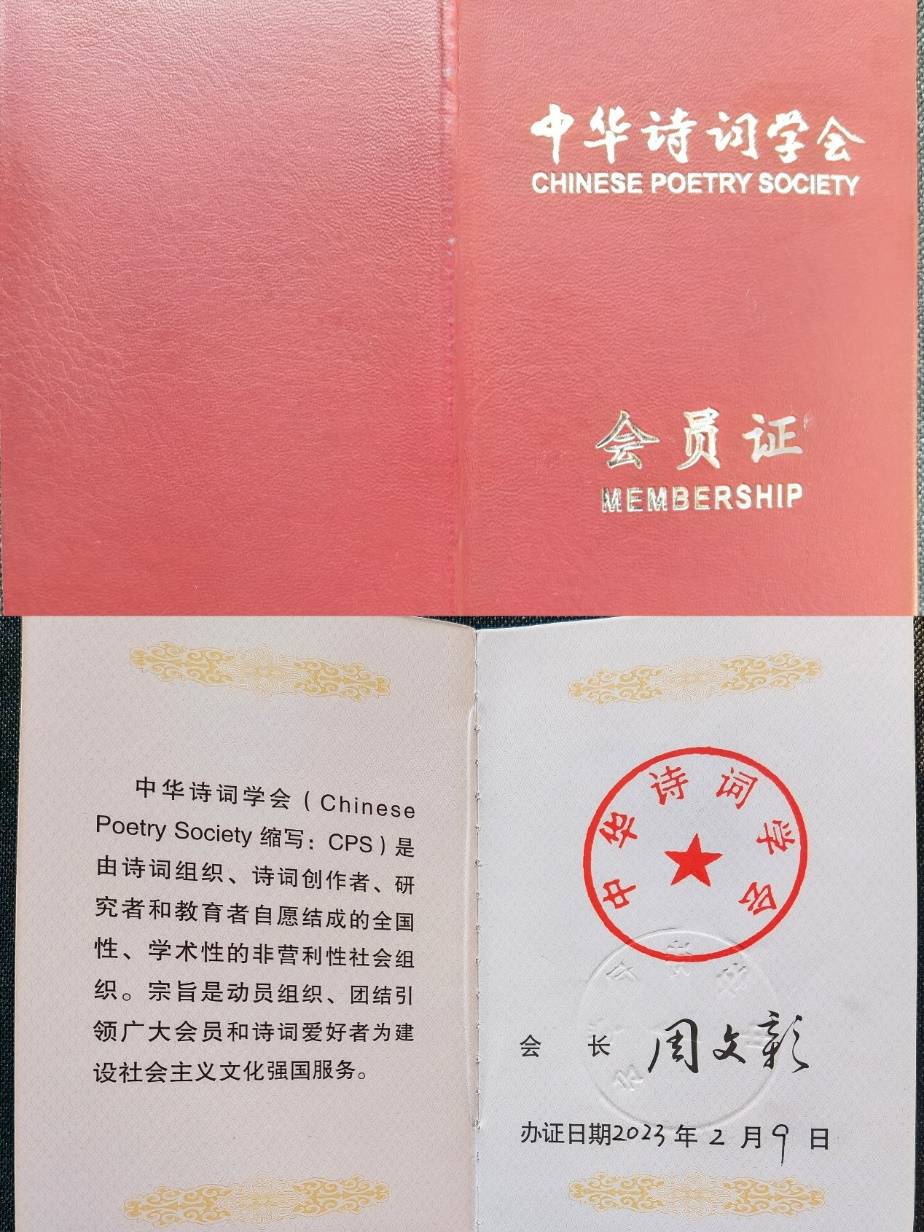 中华诗词学会
CHINESE POETRY SOCIETY
会员证
MEMBERSHIP
中华诗词学会（Chinese
Poetry Society 缩写：CPS）是
由诗词组织、诗词创作者、研
究者和教育者自愿结成的全国
性、学术性的非营利性社会组
织。宗旨是动员组织、团结引
领广大会员和诗词爱好者为建
设社会主义文化强国服务。
中华诗词学会
会 长 周文彰
办证日期2023年2月9日